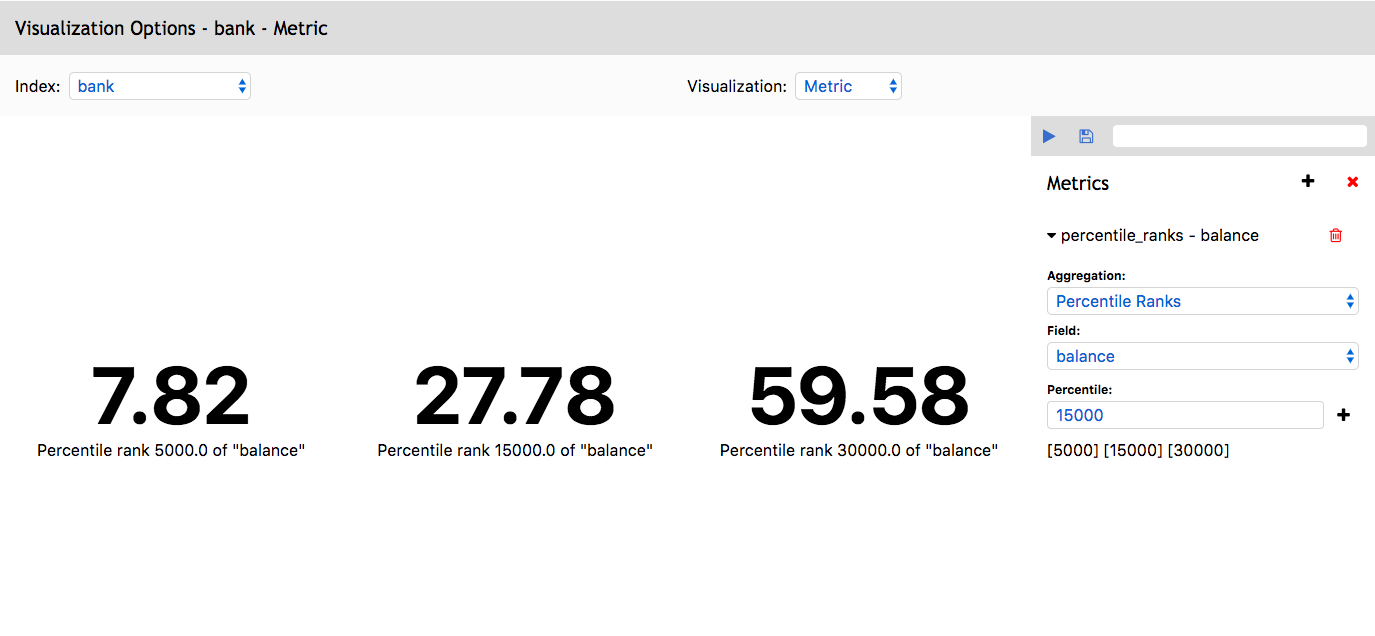 Visualization Options - bank - Metric
Index: bank Visualization: Metric
Metrics
percentile_ranks - balance
Aggregation:
Percentile Ranks
Field:
balance
Percentile:
15000
[5000] [15000] [30000]
7.82 27.78 59.58
Percentile rank 5000.0 of "balance" Percentile rank 15000.0 of "balance" Percentile rank 30000.0 of "balance"